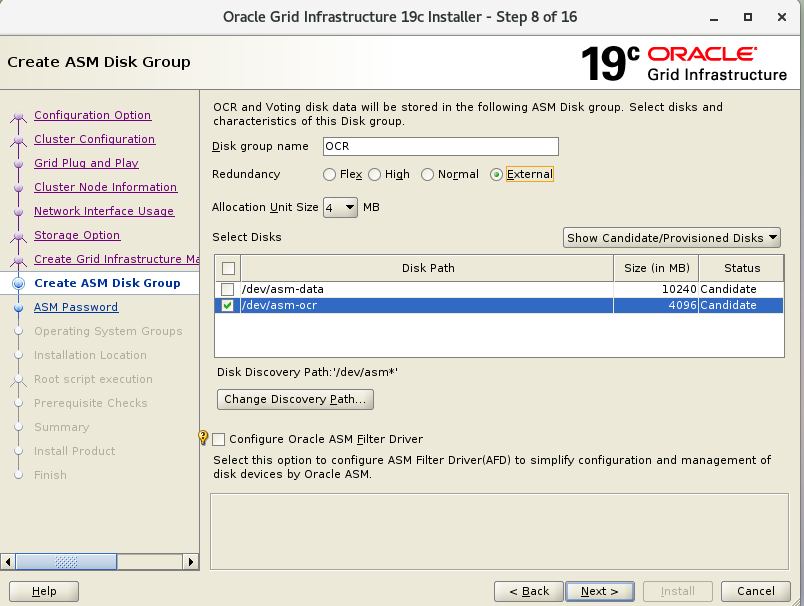 Oracle Grid Infrastructure 19c Installer - Step 8 of 16
Create ASM Disk Group
19c ORACLE
Grid Infrastructure
Configuration Option
Cluster Configuration
Grid Plug and Play
Cluster Node Information
Network Interface Usage
Storage Option
Create Grid Infrastructure Ma
Create ASM Disk Group
ASM Password
Operating System Groups
Installation Location
Root script execution
Prerequisite Checks
Summary
Install Product
Finish
OCR and Voting disk data will be stored in the following ASM Disk group. Select disks and
characteristics of this Disk group.
Disk group name OCR
Redundancy Flex High Normal External
Allocation Unit Size 4 MB
Select Disks Show Candidate/Provisioned Disks
Disk Path Size (in MB) Status
/dev/asm-data 10240 Candidate
/dev/asm-ocr 4096 Candidate
Disk Discovery Path:'/dev/asm*'
Change Discovery Path...
Configure Oracle ASM Filter Driver
Select this option to configure ASM Filter Driver(AFD) to simplify configuration and management of
disk devices by Oracle ASM.
Help < Back Next > Install Cancel